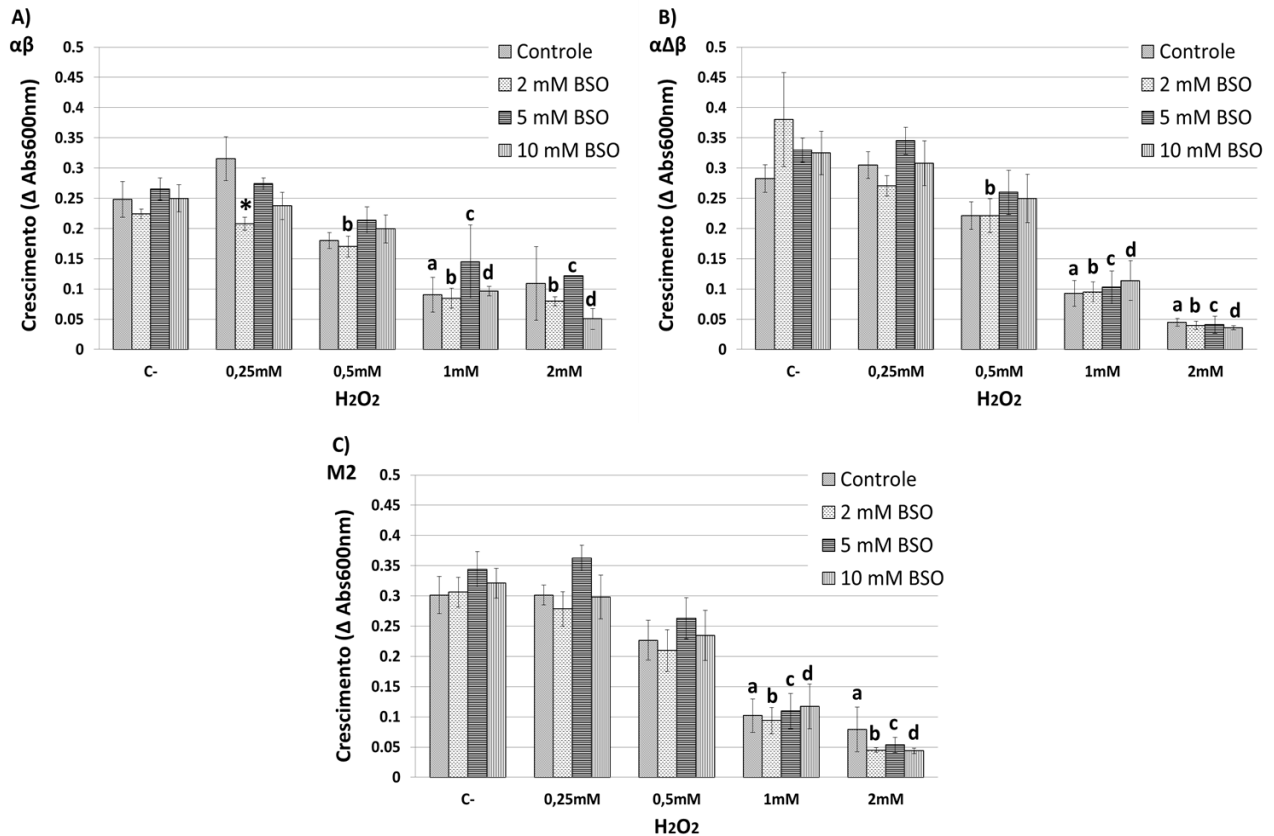 A)
αβ
Crescimento (Δ Abs600nm)
0.5
0.45
0.4
0.35
0.3
0.25
0.2
0.15
0.1
0.05
0
Controle
2 mM BSO
5 mM BSO
10 mM BSO
*
b
a
b
c
d
b
c
d
C-
0,25mM
0,5mM
1mM
2mM
H2O2
B)
αΔβ
Crescimento (Δ Abs600nm)
0.5
0.45
0.4
0.35
0.3
0.25
0.2
0.15
0.1
0.05
0
Controle
2 mM BSO
5 mM BSO
10 mM BSO
b
a
b
c
d
a
b
c
d
C-
0,25mM
0,5mM
1mM
2mM
H2O2
C)
M2
Crescimento (Δ Abs600nm)
0.5
0.45
0.4
0.35
0.3
0.25
0.2
0.15
0.1
0.05
0
Controle
2 mM BSO
5 mM BSO
10 mM BSO
a
b
c
d
a
b
c
d
C-
0,25mM
0,5mM
1mM
2mM
H2O2